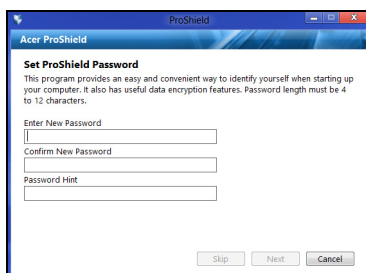 ProShield
Acer ProShield
Set ProShield Password
This program provides an easy and convenient way to identify yourself when starting up
your computer. It also has useful data encryption features. Password length must be 4
to 12 characters.
Enter New Password
Confirm New Password
Password Hint
Skip Next Cancel